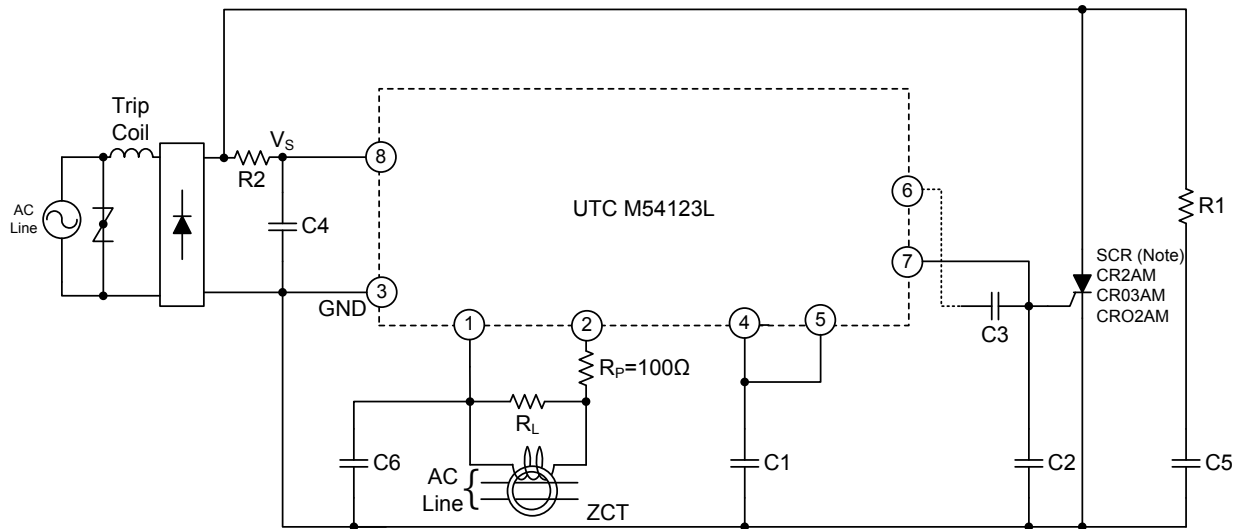 Trip
Coil
AC
Line
R2
VS
C4
8
3
GND
UTC M54123L
6
7
C3
SCR (Note)
CR2AM
CR03AM
CRO2AM
R1
1
2
4
5
RP=100Ω
RL
C6
AC
Line
ZCT
C1
C2
C5